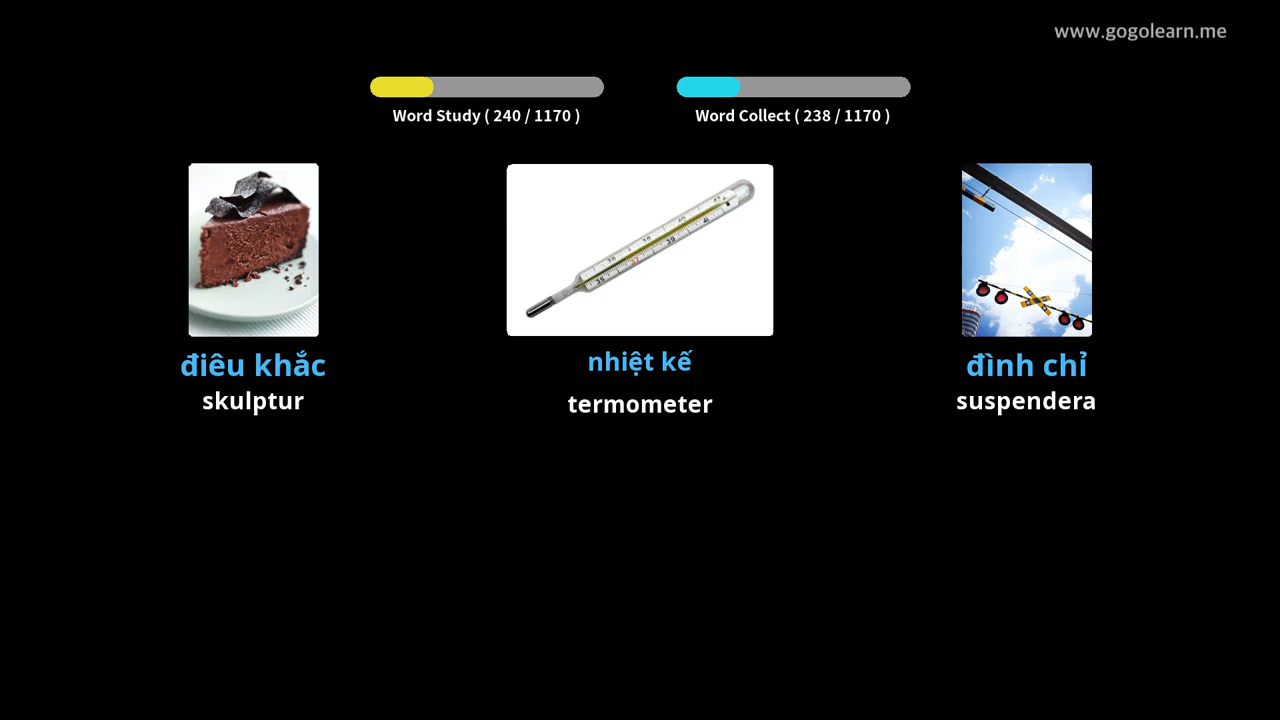 www.gogolearn.me
Word Study ( 240 / 1170 )
Word Collect ( 238 / 1170 )
điêu khắc
nhiệt kế
đình chỉ
skulptur
termometer
suspendera